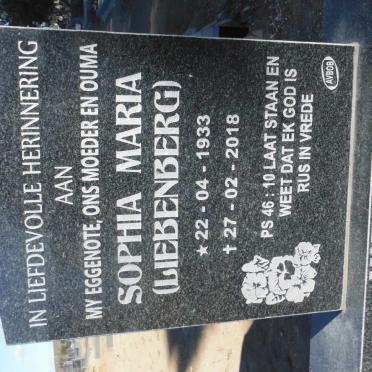 IN LIEFDEVOLLE HERINNERING
AAN
MY EGGENOTE, ONS MOEDER EN OUMA
SOPHIA MARIA
(LIEBENBERG)
★ 22 - 04 - 1933
✝ 27 - 02 - 2018
PS 46 : 10 LAAT STAAN EN
WEET DAT EK GOD IS
RUS IN VREDE
AVBOB